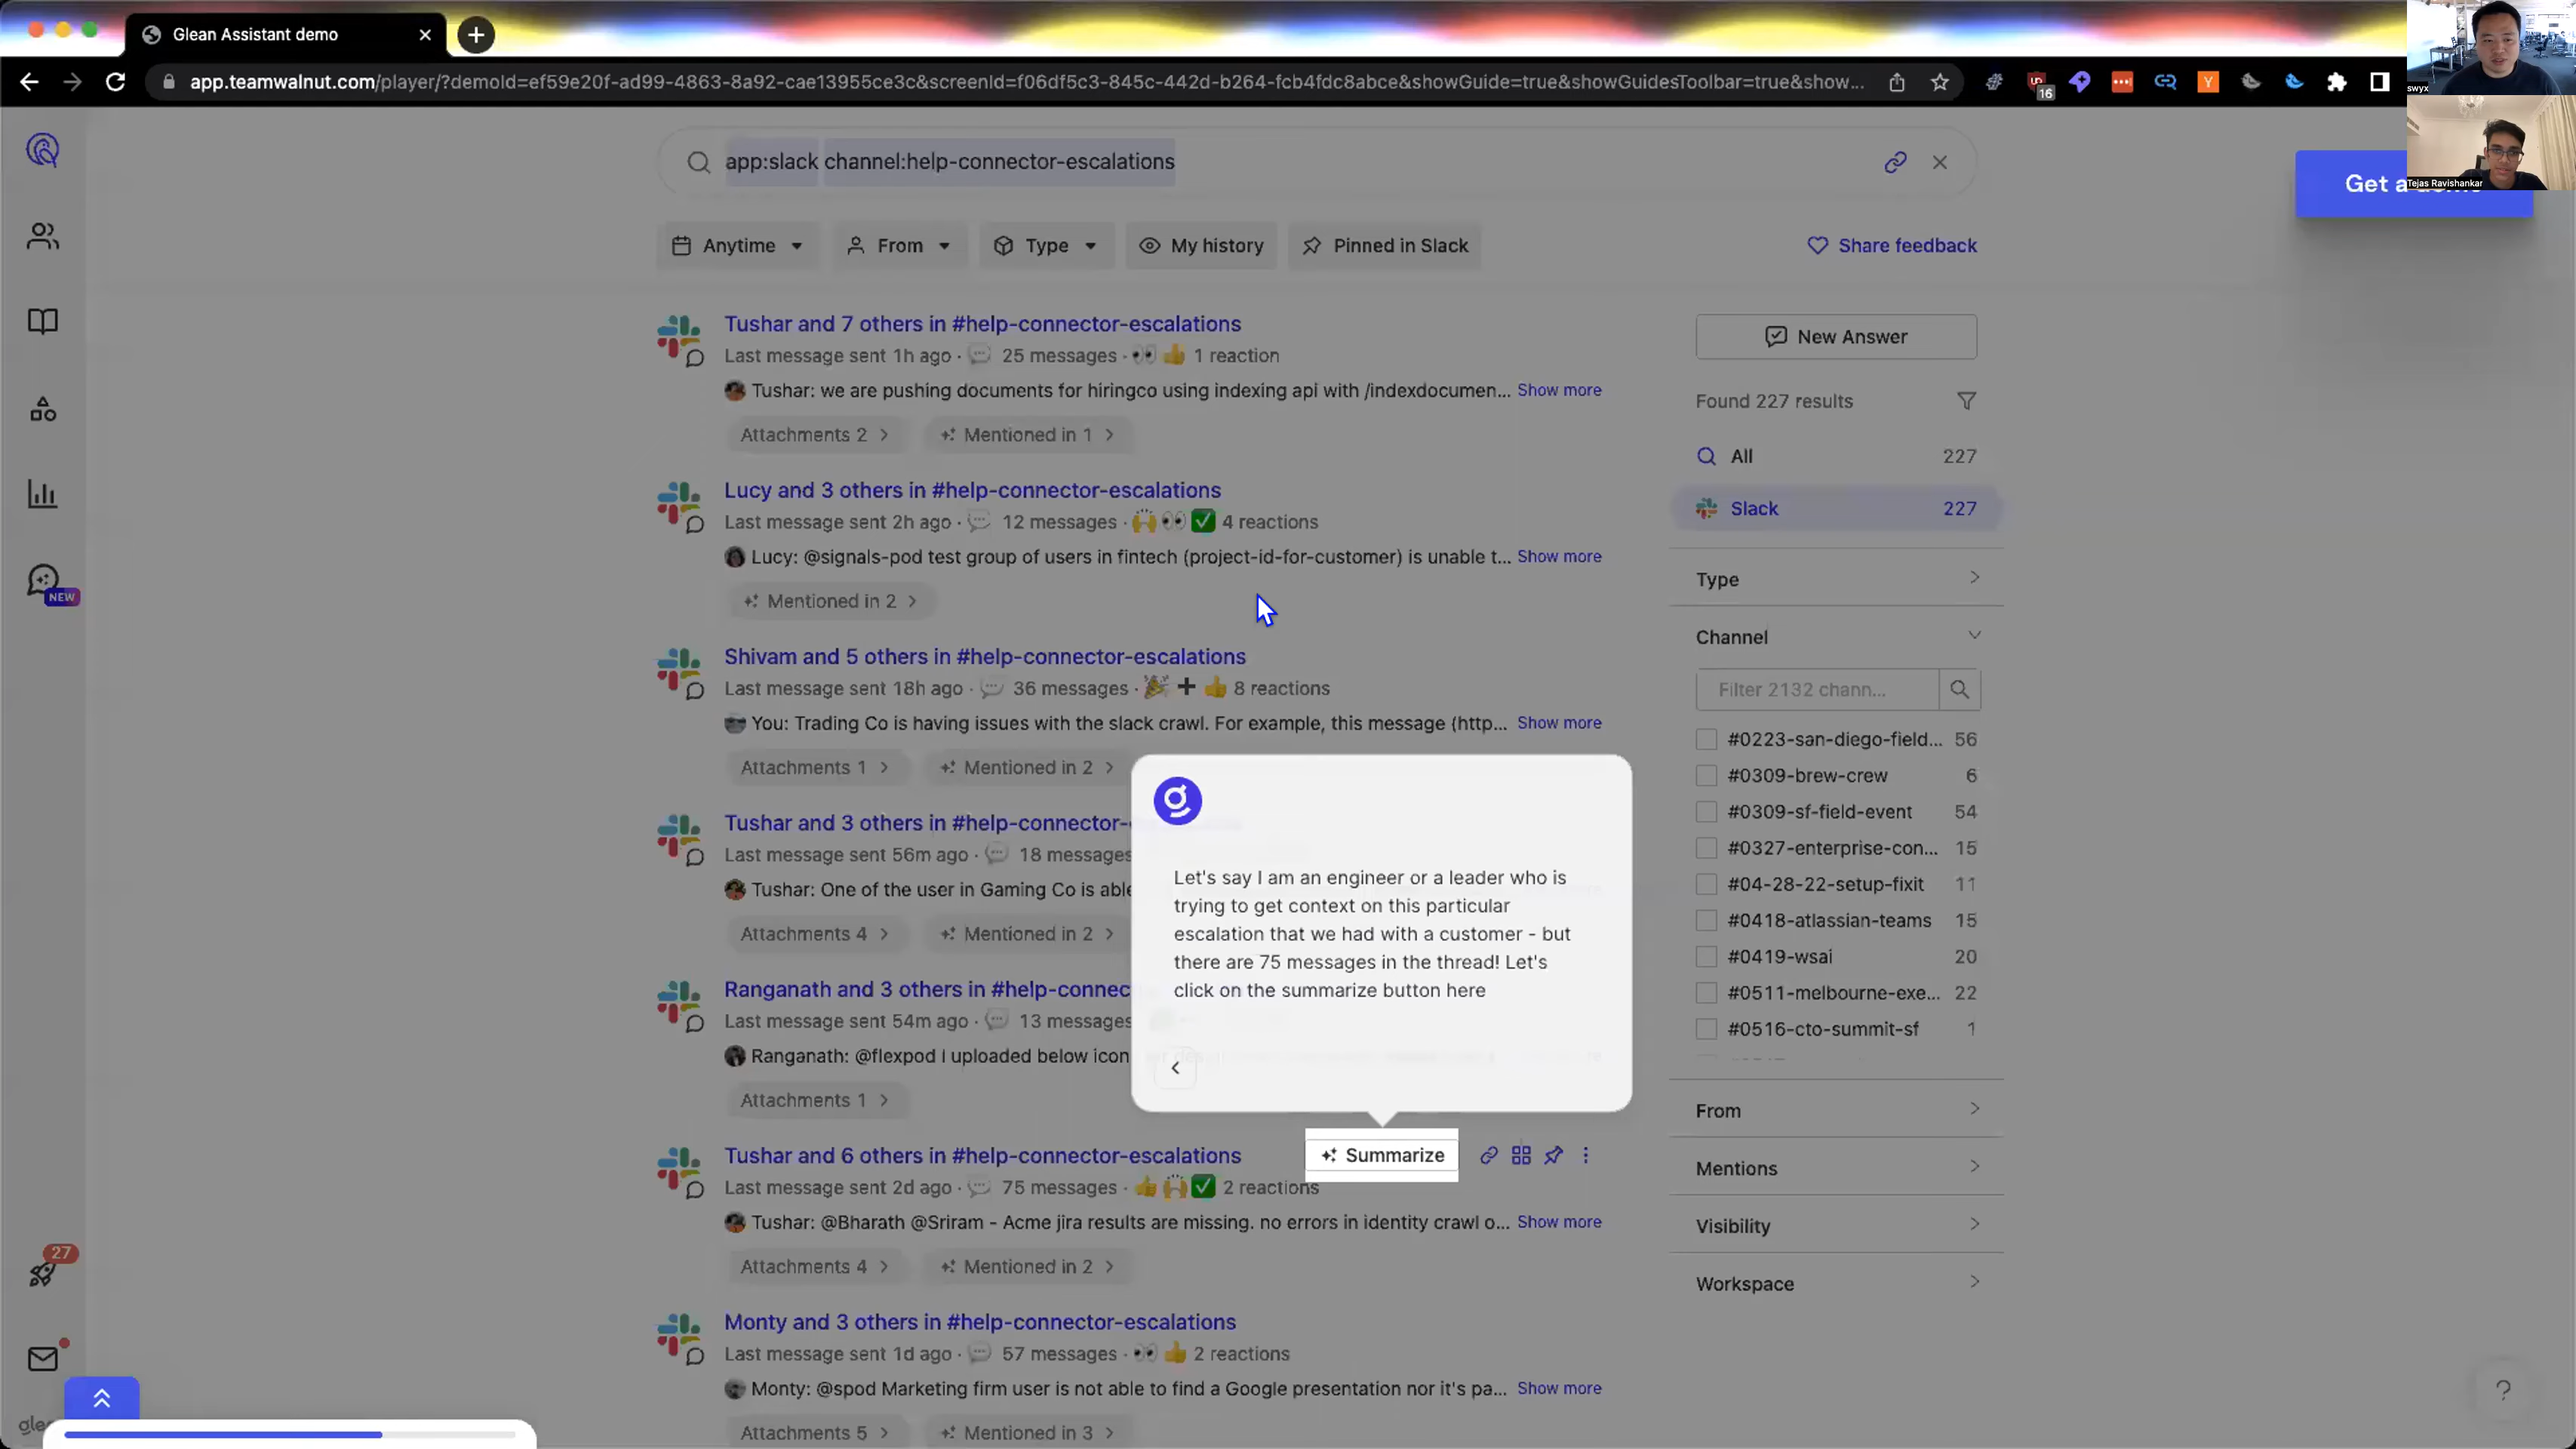 Glean Assistant demo
app.teamwalnut.com/player/?demoId=ef59e20f-ad99-4863-8a92-cae13955ce3c&screenId=f06df5c3-845c-442d-b264-fcb4fdc8abce&showGuide=true&showGuidesToolbar=true&show...
16
swyx
Tejas Ravishankar
app:slack channel:help-connector-escalations
Get a
Anytime
From
Type
My history
Pinned in Slack
Share feedback
Tushar and 7 others in #help-connector-escalations
Last message sent 1h ago · 25 messages · 1 reaction
Tushar: we are pushing documents for hiringco using indexing api with /indexdocumen... Show more
Attachments 2
Mentioned in 1
Lucy and 3 others in #help-connector-escalations
Last message sent 2h ago · 12 messages · 4 reactions
Lucy: @signals-pod test group of users in fintech (project-id-for-customer) is unable t... Show more
Mentioned in 2
Shivam and 5 others in #help-connector-escalations
Last message sent 18h ago · 36 messages · 8 reactions
You: Trading Co is having issues with the slack crawl. For example, this message (http... Show more
Attachments 1
Mentioned in 2
Tushar and 3 others in #help-connector-
Last message sent 56m ago · 18 messages
Tushar: One of the user in Gaming Co is able
Attachments 4
Mentioned in 2
Ranganath and 3 others in #help-connec
Last message sent 54m ago · 13 messages
Ranganath: @flexpod I uploaded below icon
Attachments 1
Let's say I am an engineer or a leader who is
trying to get context on this particular
escalation that we had with a customer - but
there are 75 messages in the thread! Let's
click on the summarize button here
Tushar and 6 others in #help-connector-escalations
Summarize
Last message sent 2d ago · 75 messages · 2 reactions
Tushar: @Bharath @Sriram - Acme jira results are missing. no errors in identity crawl o... Show more
Attachments 4
Mentioned in 2
Monty and 3 others in #help-connector-escalations
Last message sent 1d ago · 57 messages · 2 reactions
Monty: @spod Marketing firm user is not able to find a Google presentation nor it's pa... Show more
Attachments 5
Mentioned in 3
New Answer
Found 227 results
All 227
Slack 227
Type
Channel
Filter 2132 chann...
#0223-san-diego-field... 56
#0309-brew-crew 6
#0309-sf-field-event 54
#0327-enterprise-con... 15
#04-28-22-setup-fixit 11
#0418-atlassian-teams 15
#0419-wsai 20
#0511-melbourne-exe... 22
#0516-cto-summit-sf 1
From
Mentions
Visibility
Workspace
NEW
27
gle